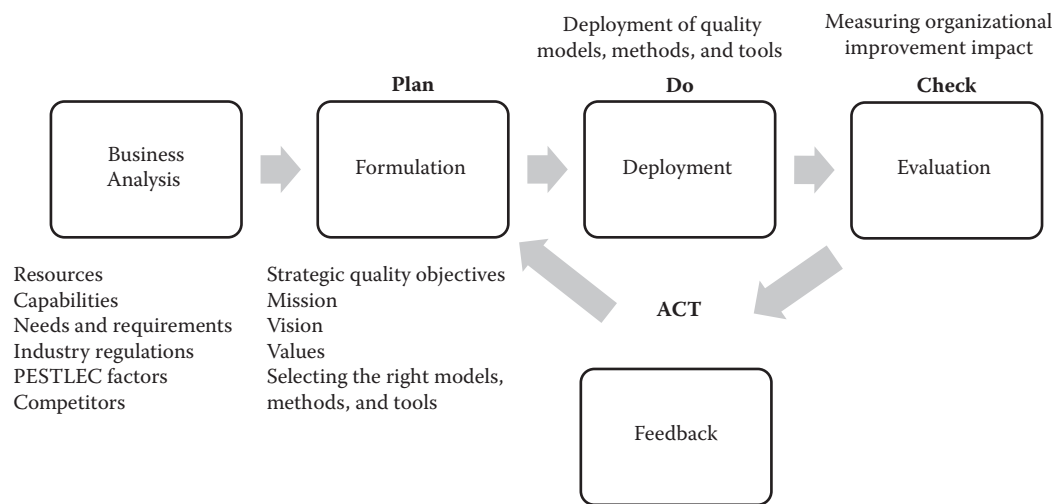 Deployment of quality
models, methods, and tools
Measuring organizational
improvement impact
Plan
Do
Check
Business
Analysis
Formulation
Deployment
Evaluation
Resources
Capabilities
Needs and requirements
Industry regulations
PESTLEC factors
Competitors
Strategic quality objectives
Mission
Vision
Values
Selecting the right models,
methods, and tools
ACT
Feedback